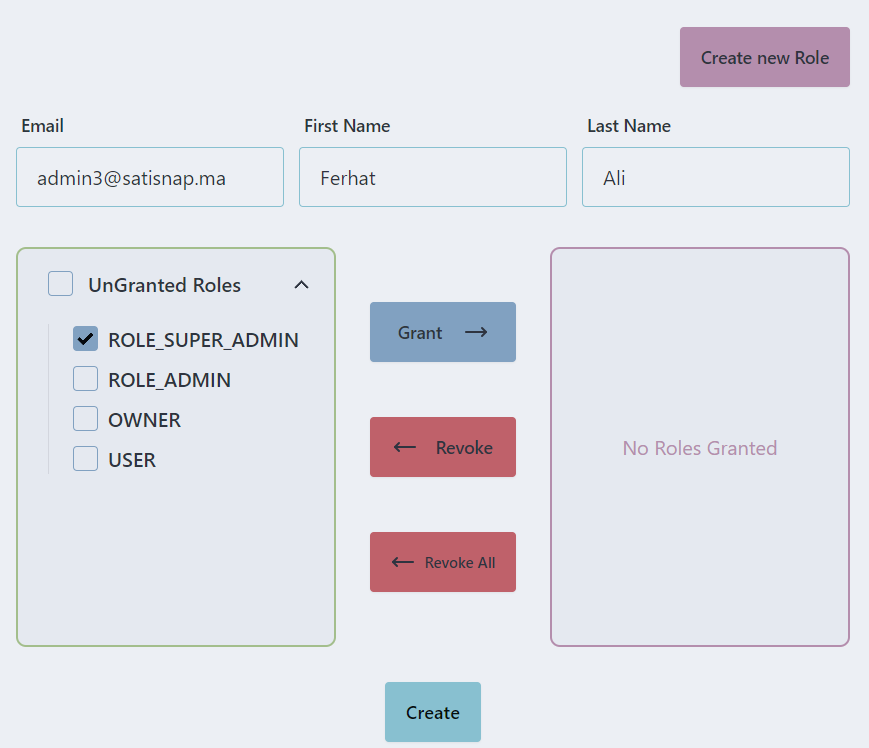 Create new Role
Email
First Name
Last Name
admin3@satisnap.ma
Ferhat
Ali
UnGranted Roles
ROLE_SUPER_ADMIN
ROLE_ADMIN
OWNER
USER
Grant
Revoke
Revoke All
No Roles Granted
Create